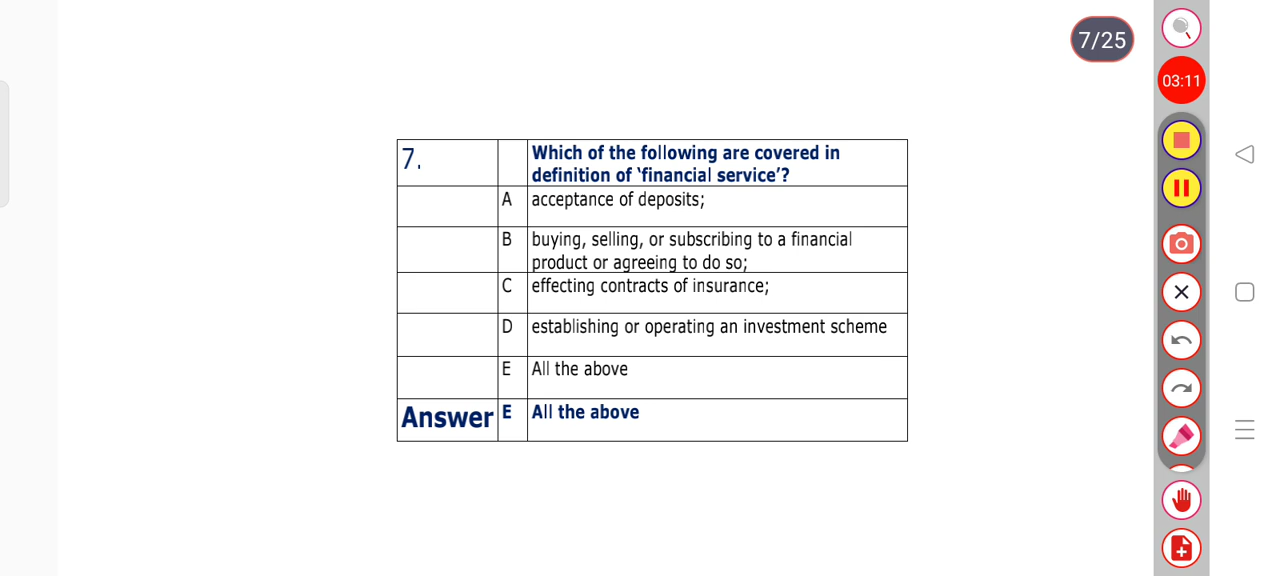 7/25
03:11
7.
Which of the following are covered in
definition of ‘financial service’?
A acceptance of deposits;
B buying, selling, or subscribing to a financial
product or agreeing to do so;
C effecting contracts of insurance;
D establishing or operating an investment scheme
E All the above
Answer E All the above